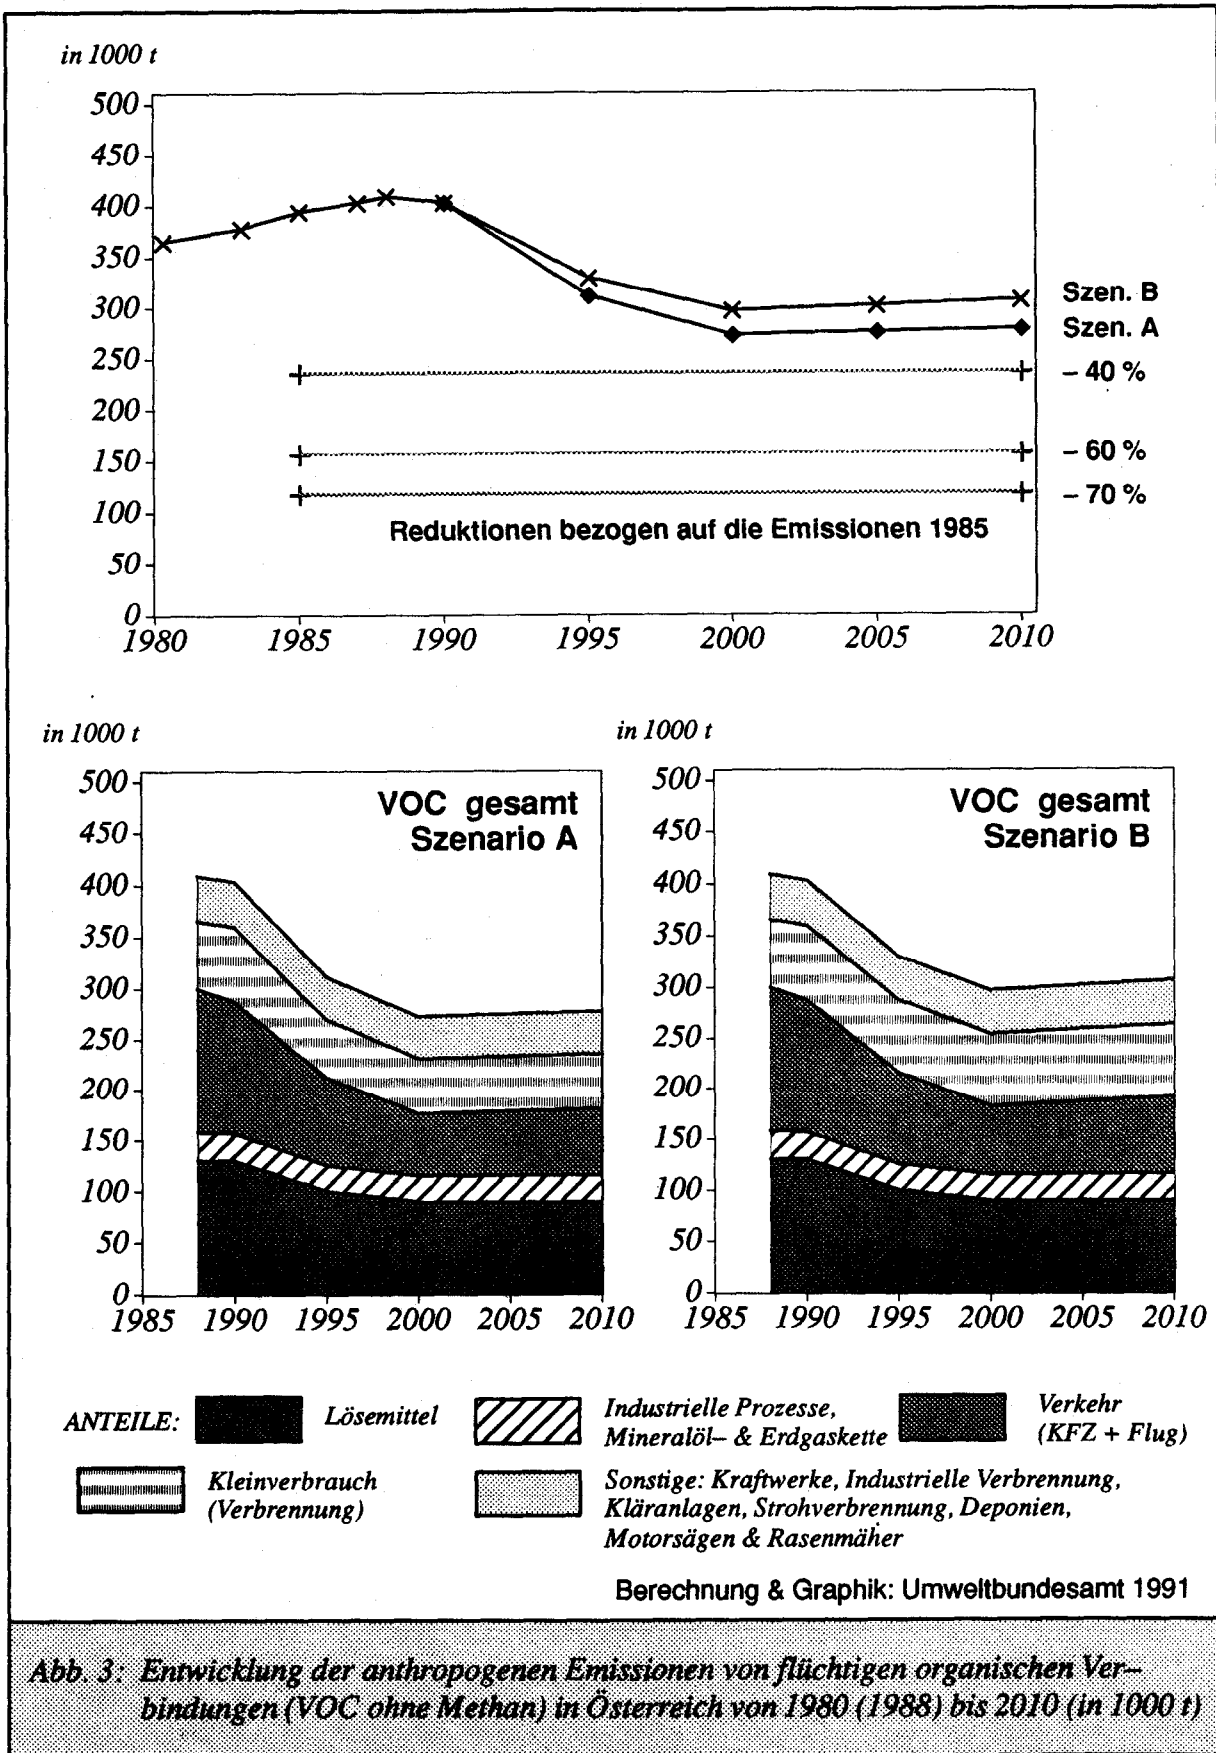 in 1000 t
500
450
400
350
300
250
200
150
100
50
0
1980 1985 1990 1995 2000 2005 2010
Szen. B
Szen. A
– 40 %
– 60 %
– 70 %
Reduktionen bezogen auf die Emissionen 1985
in 1000 t
500
450
400
350
300
250
200
150
100
50
0
1985 1990 1995 2000 2005 2010
VOC gesamt
Szenario A
in 1000 t
500
450
400
350
300
250
200
150
100
50
0
1985 1990 1995 2000 2005 2010
VOC gesamt
Szenario B
ANTEILE:
Lösemittel
Industrielle Prozesse,
Mineralöl– & Erdgaskette
Verkehr
(KFZ + Flug)
Kleinverbrauch
(Verbrennung)
Sonstige: Kraftwerke, Industrielle Verbrennung,
Kläranlagen, Strohverbrennung, Deponien,
Motorsägen & Rasenmäher
Berechnung & Graphik: Umweltbundesamt 1991
Abb. 3: Entwicklung der anthropogenen Emissionen von flüchtigen organischen Ver–
bindungen (VOC ohne Methan) in Österreich von 1980 (1988) bis 2010 (in 1000 t)